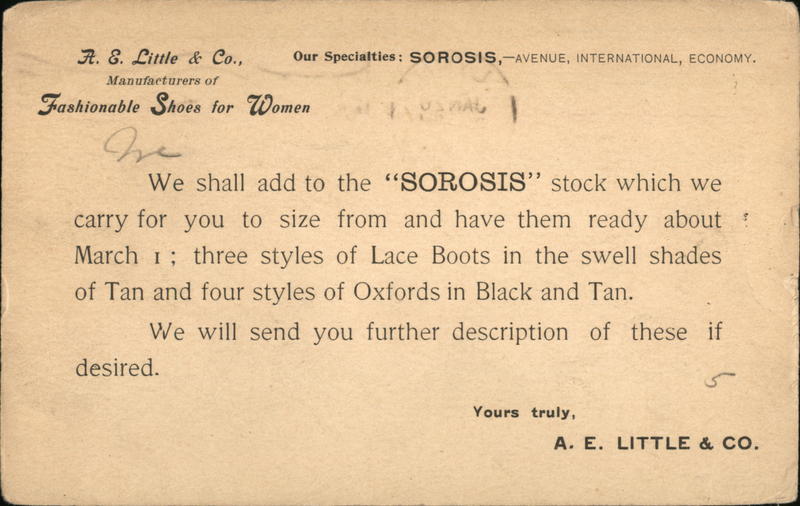 A. E. Little & Co.,
Manufacturers of
Fashionable Shoes for Women
Our Specialties: SOROSIS,—AVENUE, INTERNATIONAL, ECONOMY.
We shall add to the "SOROSIS" stock which we
carry for you to size from and have them ready about
March 1; three styles of Lace Boots in the swell shades
of Tan and four styles of Oxfords in Black and Tan.
We will send you further description of these if
desired.
5
Yours truly,
A. E. LITTLE & CO.